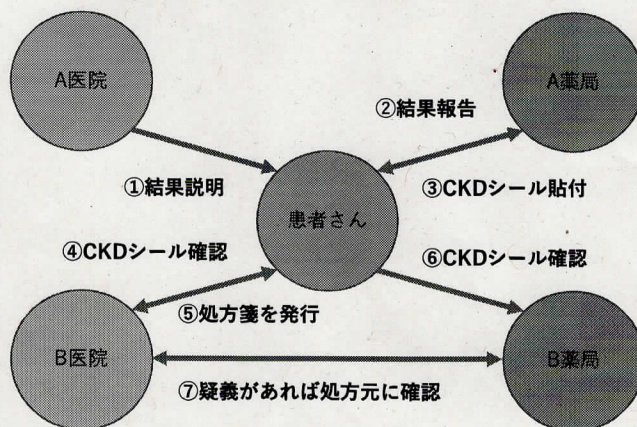 A医院
A薬局
②結果報告
①結果説明
③CKDシール貼付
患者さん
④CKDシール確認
⑥CKDシール確認
⑤処方箋を発行
B医院
B薬局
⑦疑義があれば処方元に確認